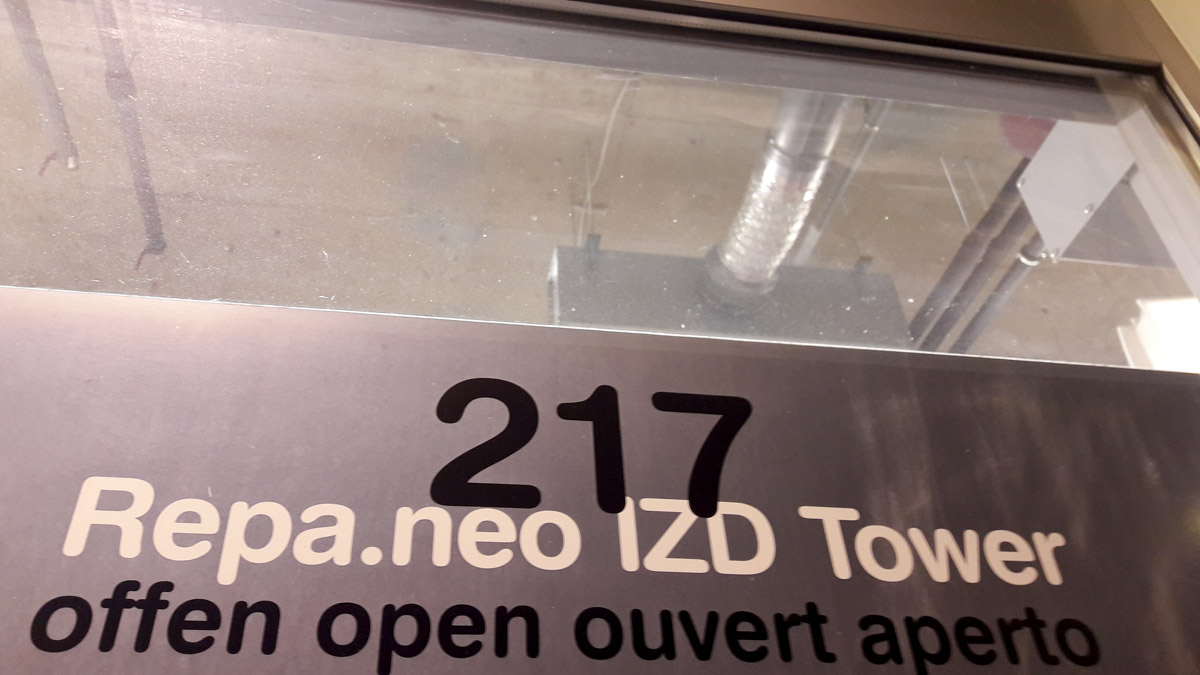 217
Repa.neo IZD Tower
offen open ouvert aperto